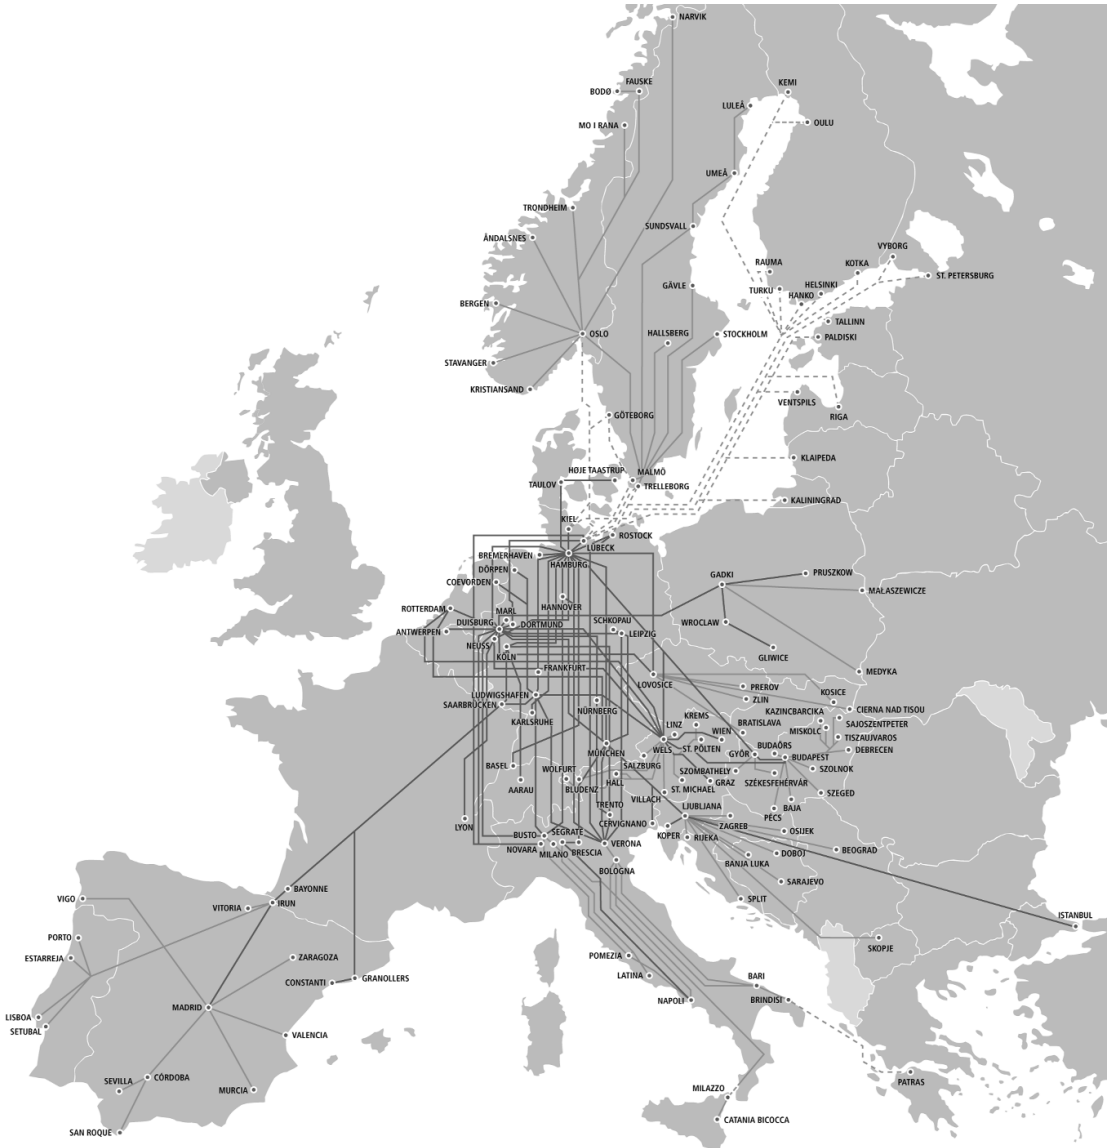 NARVIK
FAUSKE
BODØ
KEMI
LULEÅ
MO I RANA
OULU
UMEÅ
TRONDHEIM
SUNDSVALL
ÅNDALSNES
VYBORG
RAUMA
KOTKA
ST. PETERSBURG
TURKU
HELSINKI
HANKO
GÄVLE
BERGEN
TALLINN
OSLO
HALLSBERG
STOCKHOLM
PALDISKI
STAVANGER
KRISTIANSAND
VENTSPILS
RIGA
GÖTEBORG
KLAIPEDA
HØJE TAASTRUP
MALMÖ
TAULOV
TRELLEBORG
KALININGRAD
KIEL
ROSTOCK
LÜBECK
BREMERHAVEN
HAMBURG
DÖRPEN
COEVORDEN
GADKI
PRUSZKOW
MAŁASZEWICZE
ROTTERDAM
HANNOVER
MARL
SCHKOPAU
DUISBURG
DORTMUND
WROCLAW
ANTWERPEN
LEIPZIG
NEUSS
KÖLN
GLIWICE
FRANKFURT
LOVOSICE
MEDYKA
PREROV
KOSICE
LUDWIGSHAFEN
ZLIN
SAARBRÜCKEN
NÜRNBERG
CIERNA NAD TISOU
KARLSRUHE
KAZINCBARCIKA
SAJOSZENTPETER
KREMS
LINZ
WIEN
BRATISLAVA
MISKOLC
TISZAUJVAROS
MÜNCHEN
WELS
ST. PÖLTEN
GYÖR
BUDAÖRS
DEBRECEN
BUDAPEST
BASEL
WOLFURT
SALZBURG
SZOMBATHELY
SZOLNOK
AARAU
BLUDENZ
HALL
ST. MICHAEL
GRAZ
SZÉKESFEHÉRVÁR
SZEGED
VILLACH
BAJA
TRENTO
LJUBLJANA
PÉCS
LYON
CERVIGNANO
ZAGREB
BUSTO
SEGRATE
KOPER
RIJEKA
OSIJEK
NOVARA
MILANO
BRESCIA
VERONA
DOBOJ
BEOGRAD
BOLOGNA
BANJA LUKA
SARAJEVO
BAYONNE
VIGO
VITORIA
IRUN
SPLIT
ISTANBUL
PORTO
SKOPJE
ESTARREJA
ZARAGOZA
POMEZIA
CONSTANTI
GRANOLLERS
LATINA
BARI
NAPOLI
BRINDISI
MADRID
LISBOA
SETUBAL
VALENCIA
SEVILLA
CÓRDOBA
MURCIA
PATRAS
MILAZZO
CATANIA BICOCCA
SAN ROQUE